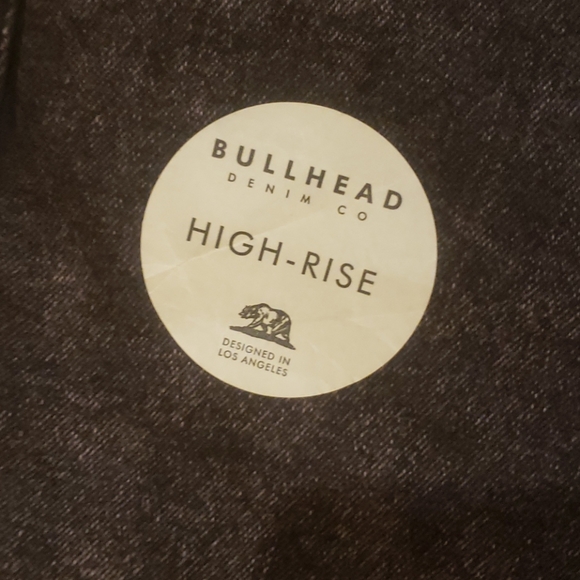 BULLHEAD
DENIM CO
HIGH-RISE
DESIGNED IN
LOS ANGELES